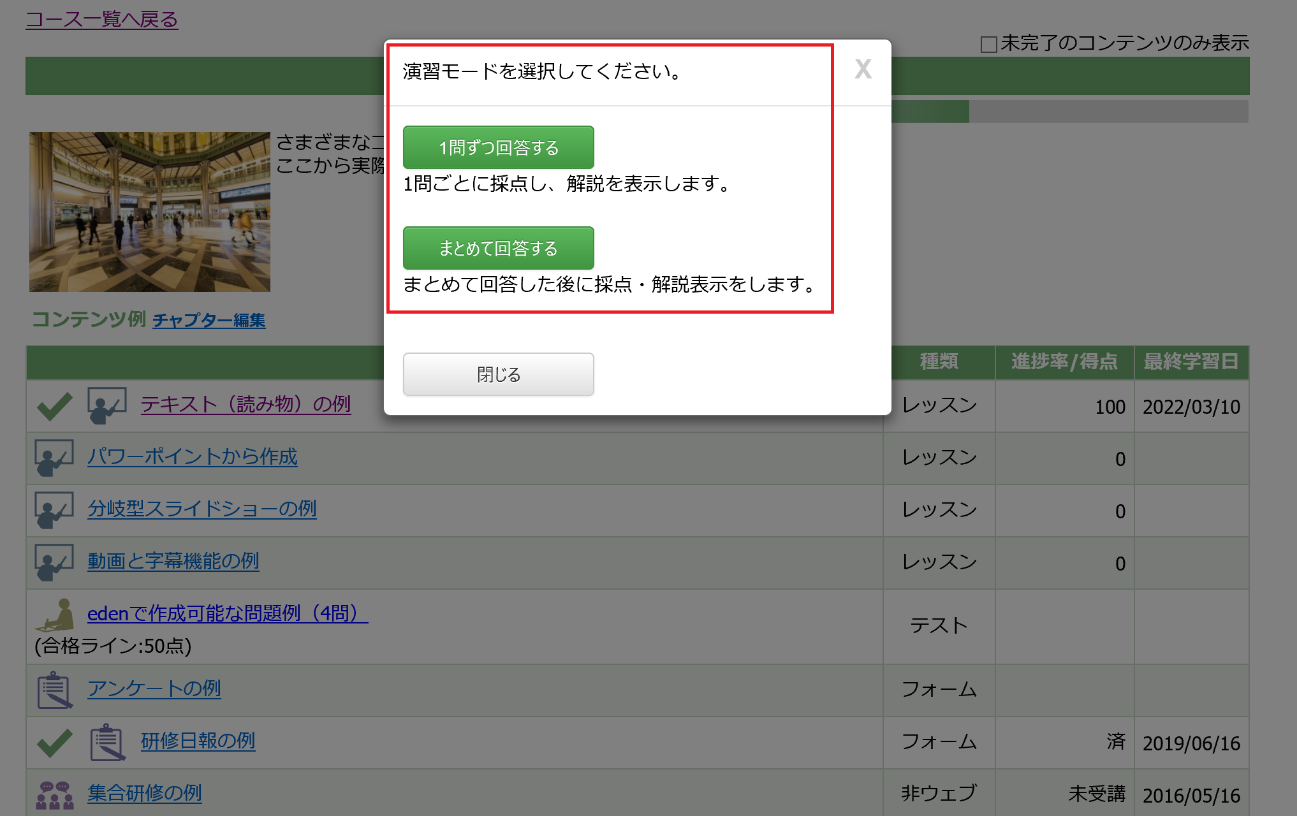 コース一覧へ戻る
□未完了のコンテンツのみ表示
演習モードを選択してください。
X
1問ずつ回答する
1問ごとに採点し、解説を表示します。
まとめて回答する
まとめて回答した後に採点・解説表示をします。
閉じる
さまざまな
ここから実際
コンテンツ例 チャプター編集
種類 進捗率/得点 最終学習日
テキスト（読み物）の例 レッスン 100 2022/03/10
パワーポイントから作成 レッスン 0
分岐型スライドショーの例 レッスン 0
動画と字幕機能の例 レッスン 0
edenで作成可能な問題例（4問） テスト
(合格ライン:50点)
アンケートの例 フォーム
研修日報の例 フォーム 済 2019/06/16
集合研修の例 非ウェブ 未受講 2016/05/16